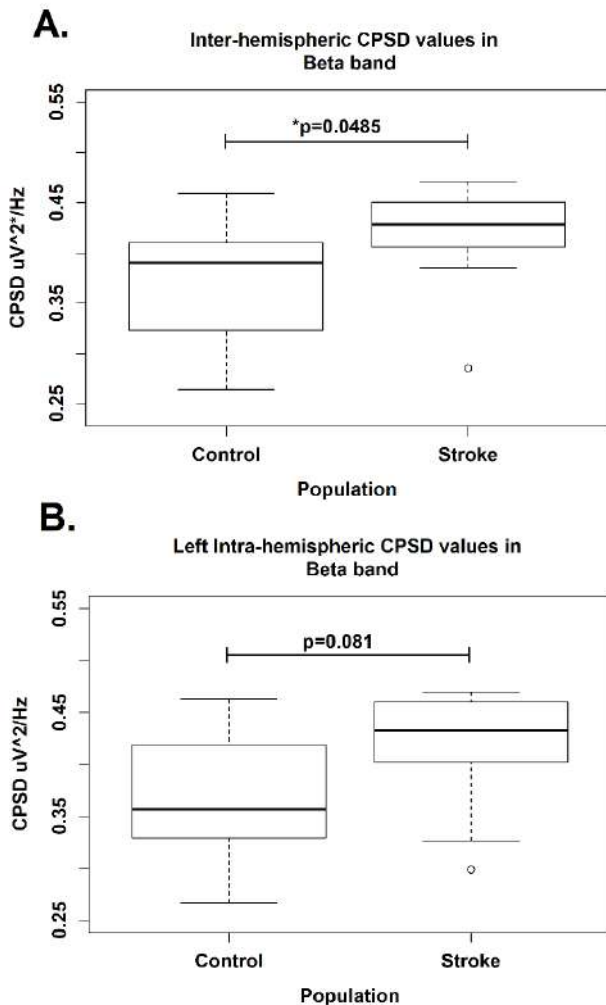 A.
Inter-hemispheric CPSD values in
Beta band
*p=0.0485
CPSD uV^2*/Hz
0.55
0.45
0.35
0.25
Control
Stroke
Population
B.
Left Intra-hemispheric CPSD values in
Beta band
p=0.081
CPSD uV^2/Hz
0.55
0.45
0.35
0.25
Control
Stroke
Population